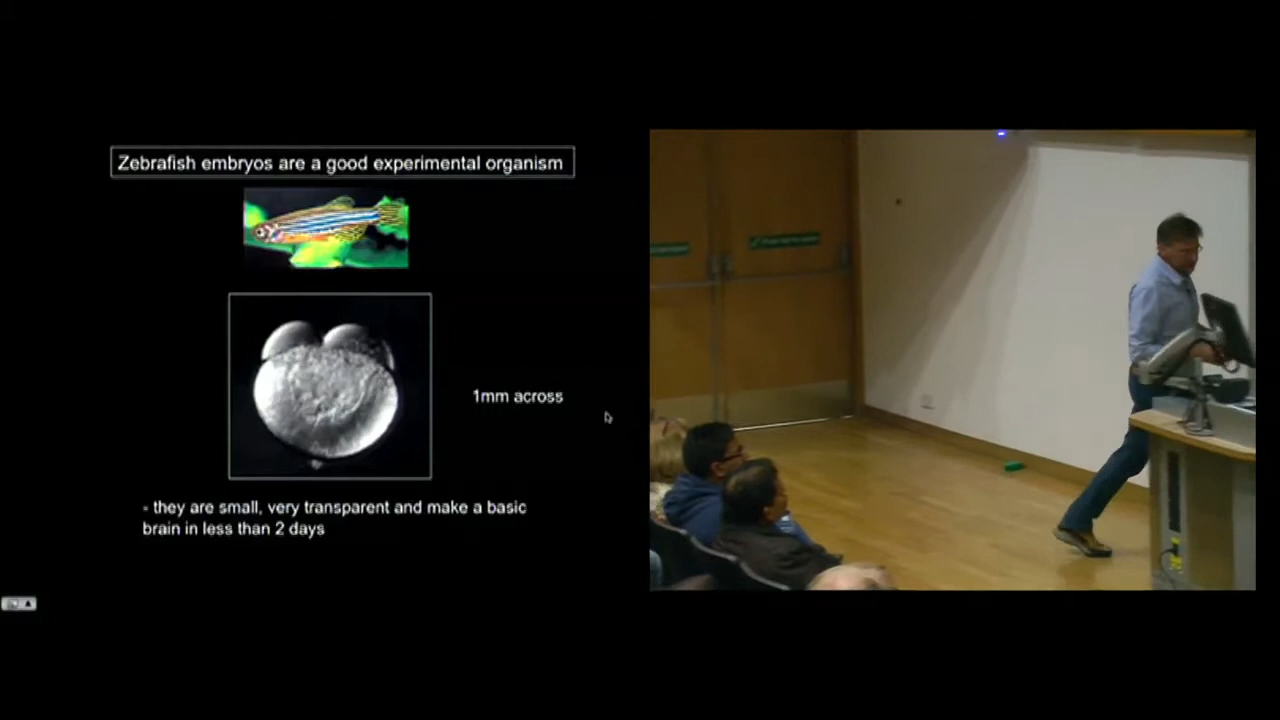 Zebrafish embryos are a good experimental organism
1mm across
- they are small, very transparent and make a basic
brain in less than 2 days